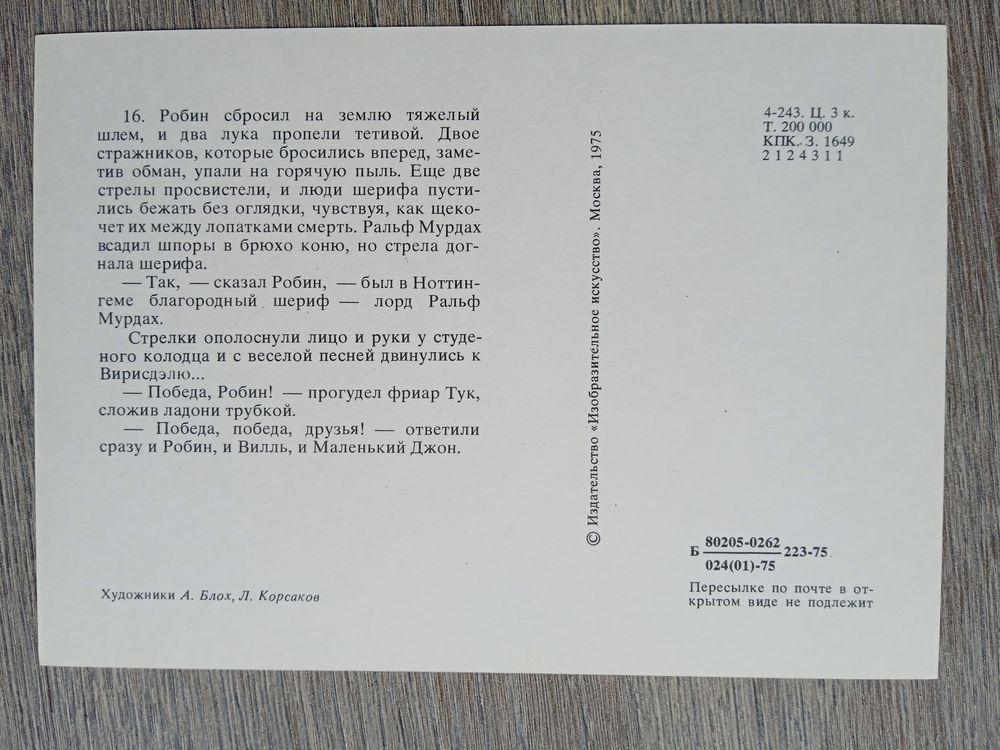 16. Робин сбросил на землю тяжелый
шлем, и два лука пропели тетивой. Двое
стражников, которые бросились вперед, заме-
тив обман, упали на горячую пыль. Еще две
стрелы просвистели, и люди шерифа пусти-
лись бежать без оглядки, чувствуя, как щеко-
чет их между лопатками смерть. Ральф Мурдах
всадил шпоры в брюхо коню, но стрела дог-
нала шерифа.
— Так, — сказал Робин, — был в Ноттин-
геме благородный шериф — лорд Ральф
Мурдах.
Стрелки ополоснули лицо и руки у студе-
ного колодца и с веселой песней двинулись к
Вирисдэлю...
— Победа, Робин! — прогудел фриар Тук,
сложив ладони трубкой.
— Победа, победа, друзья! — ответили
сразу и Робин, и Вилль, и Маленький Джон.
Художники А. Блох, Л. Корсаков
© Издательство «Изобразительное искусство». Москва, 1975
4-243. Ц. 3 к.
Т. 200 000
КПК. З. 1649
2 1 2 4 3 1 1
Б 80205-0262 223-75
024(01)-75
Пересылке по почте в от-
крытом виде не подлежит